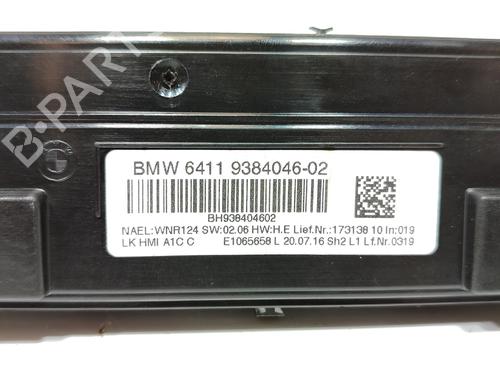 B-PARTS
BMW 6411 9384046-02
BH938404602
NAEL:WNR124 SW:02.06 HW:H.E Lief.Nr.:173138 10 In:019
LK HMI A1C C E1065658 L 20.07.16 Sh2 L1 Lf.Nr.0319